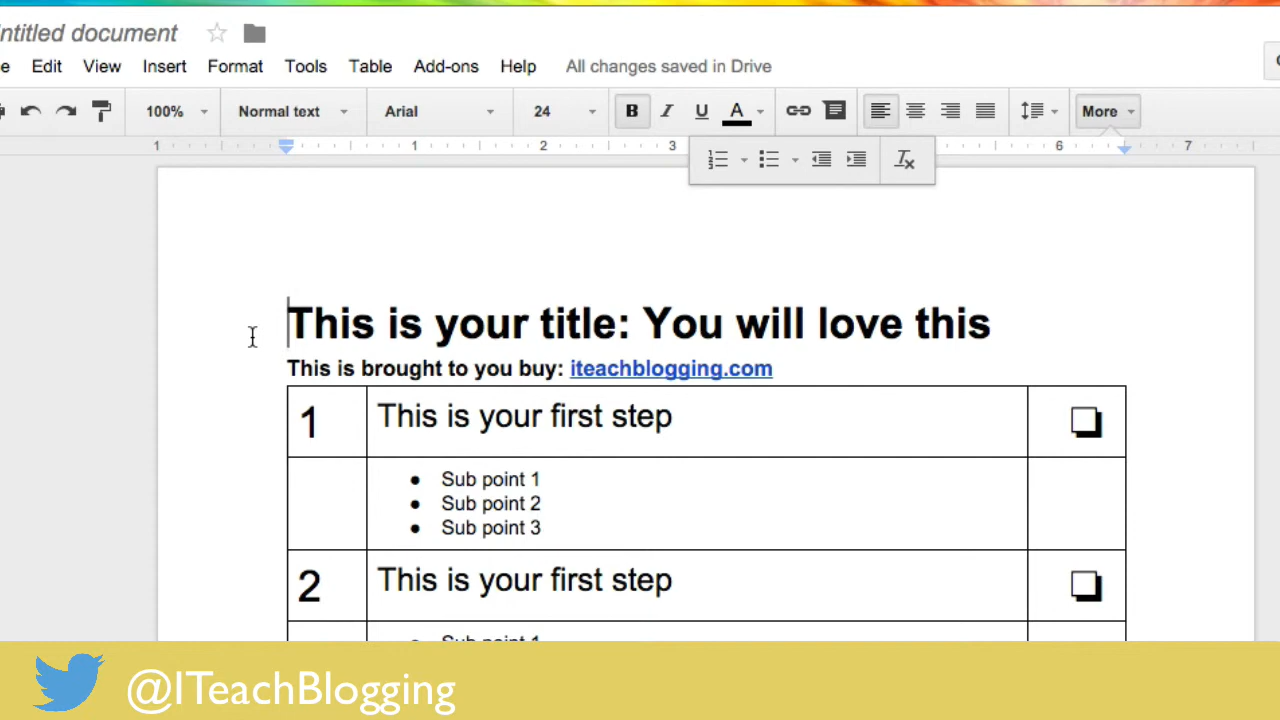 ntitled document
e Edit View Insert Format Tools Table Add-ons Help All changes saved in Drive
100% Normal text Arial 24 B I U A More
1 1 2 3 6 7
This is your title: You will love this
This is brought to you buy: iteachblogging.com
1 This is your first step
● Sub point 1
● Sub point 2
● Sub point 3
2 This is your first step
Sub point 1
@ITeachBlogging